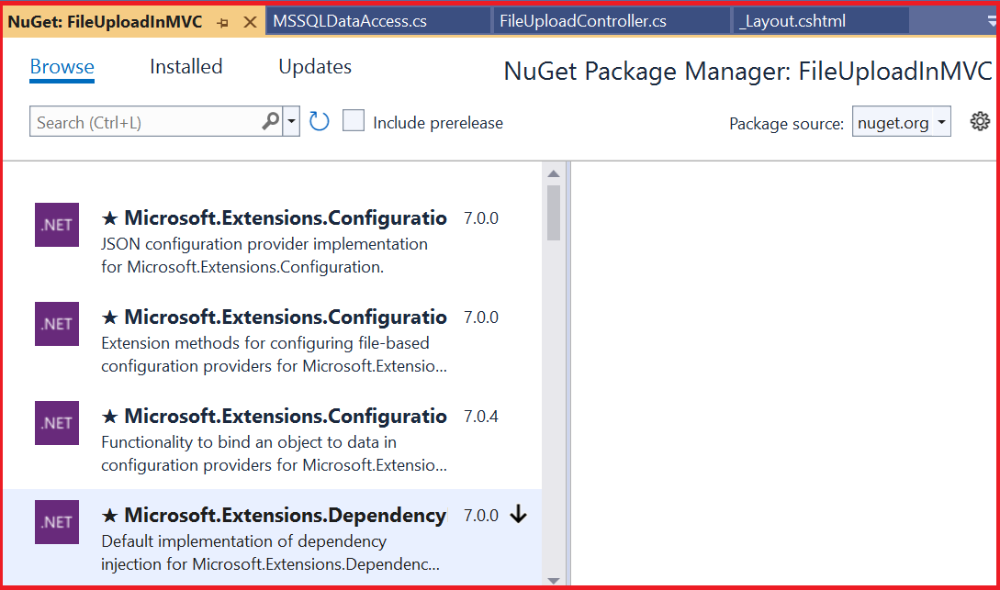 NuGet: FileUploadInMVC MSSQLDataAccess.cs FileUploadController.cs _Layout.cshtml
Browse Installed Updates NuGet Package Manager: FileUploadInMVC
Search (Ctrl+L) Include prerelease Package source: nuget.org
.NET ★ Microsoft.Extensions.Configuratio 7.0.0
JSON configuration provider implementation
for Microsoft.Extensions.Configuration.
.NET ★ Microsoft.Extensions.Configuratio 7.0.0
Extension methods for configuring file-based
configuration providers for Microsoft.Extensio...
.NET ★ Microsoft.Extensions.Configuratio 7.0.4
Functionality to bind an object to data in
configuration providers for Microsoft.Extensio...
.NET ★ Microsoft.Extensions.Dependency 7.0.0
Default implementation of dependency
injection for Microsoft.Extensions.Dependenc...